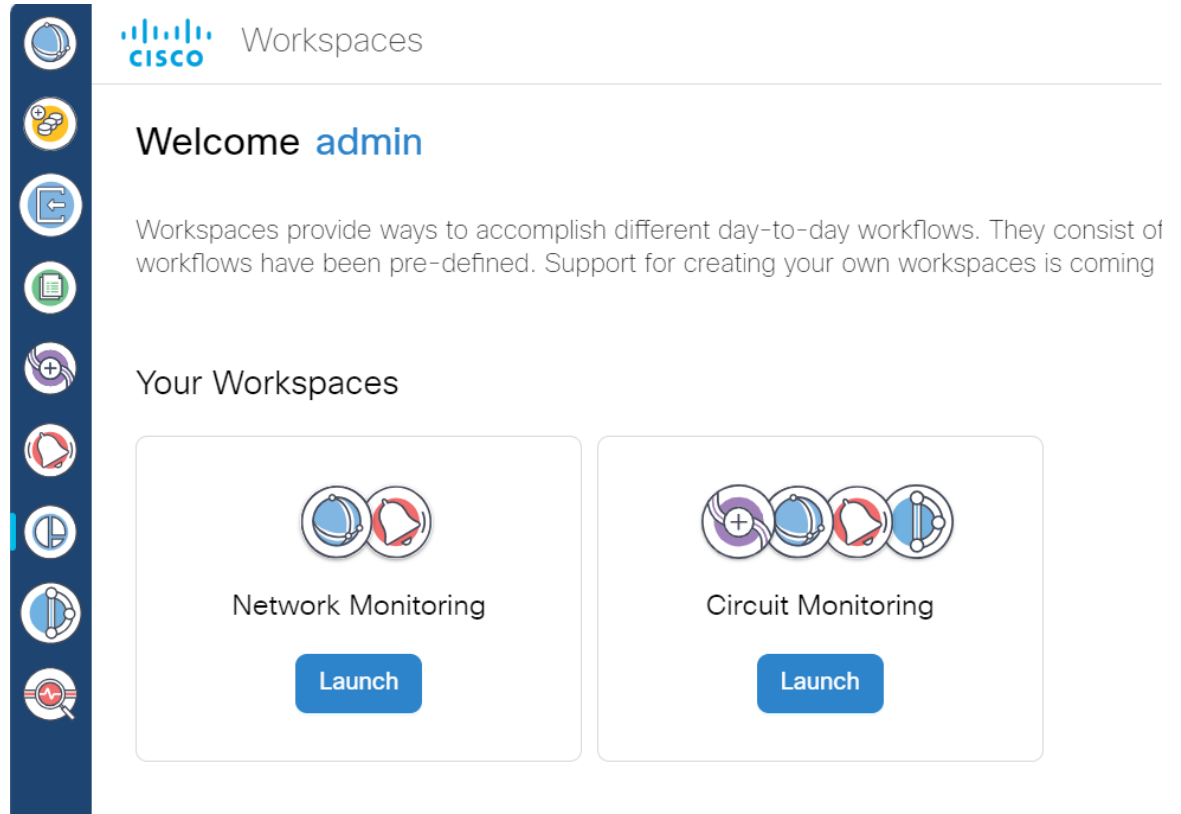 CISCO Workspaces
Welcome admin
Workspaces provide ways to accomplish different day-to-day workflows. They consist of
workflows have been pre-defined. Support for creating your own workspaces is coming
Your Workspaces
Network Monitoring
Launch
Circuit Monitoring
Launch